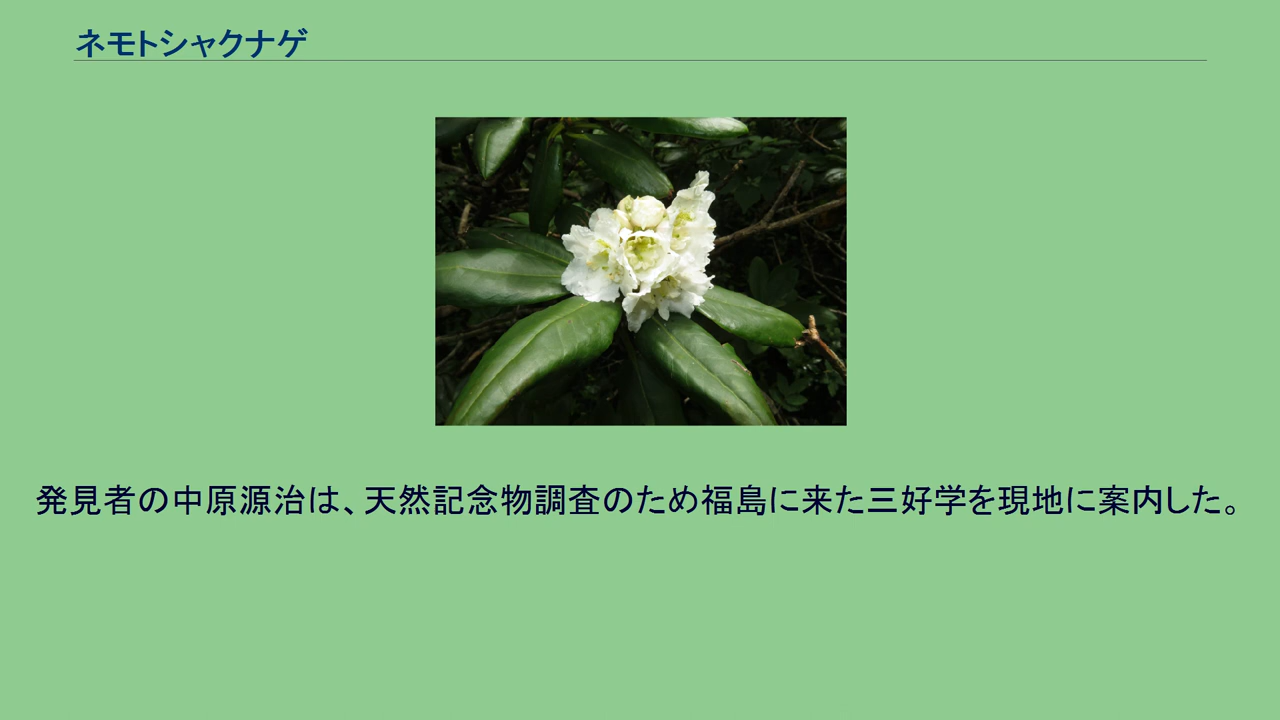 ネモトシャクナゲ
発見者の中原源治は、天然記念物調査のため福島に来た三好学を現地に案内した。